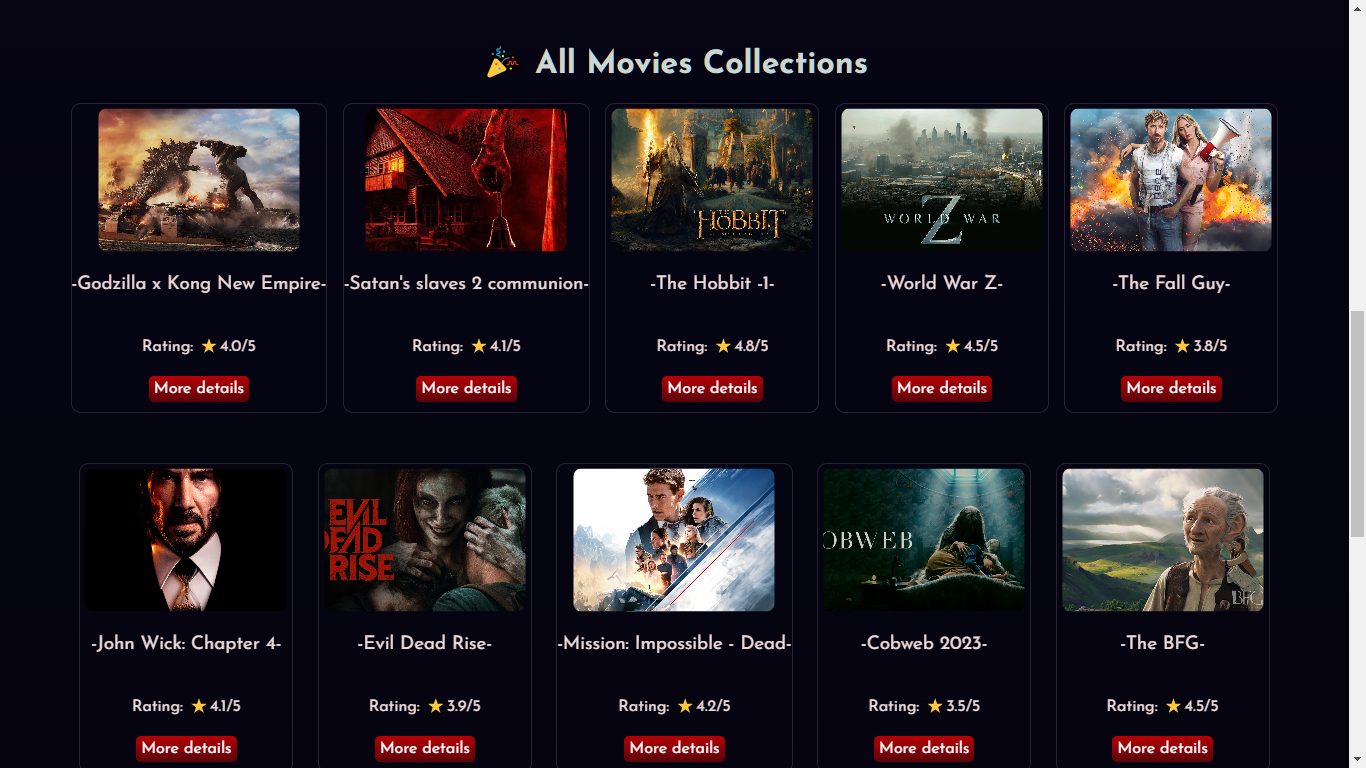 🎉 All Movies Collections
THE
HOBBIT
WORLD WAR
Z
-Godzilla x Kong New Empire-
-Satan's slaves 2 communion-
-The Hobbit -1-
-World War Z-
-The Fall Guy-
Rating: ⭐ 4.0/5
Rating: ⭐ 4.1/5
Rating: ⭐ 4.8/5
Rating: ⭐ 4.5/5
Rating: ⭐ 3.8/5
More details
More details
More details
More details
More details
EVIL
DEAD
RISE
OBWEB
BFG
-John Wick: Chapter 4-
-Evil Dead Rise-
-Mission: Impossible - Dead-
-Cobweb 2023-
-The BFG-
Rating: ⭐ 4.1/5
Rating: ⭐ 3.9/5
Rating: ⭐ 4.2/5
Rating: ⭐ 3.5/5
Rating: ⭐ 4.5/5
More details
More details
More details
More details
More details